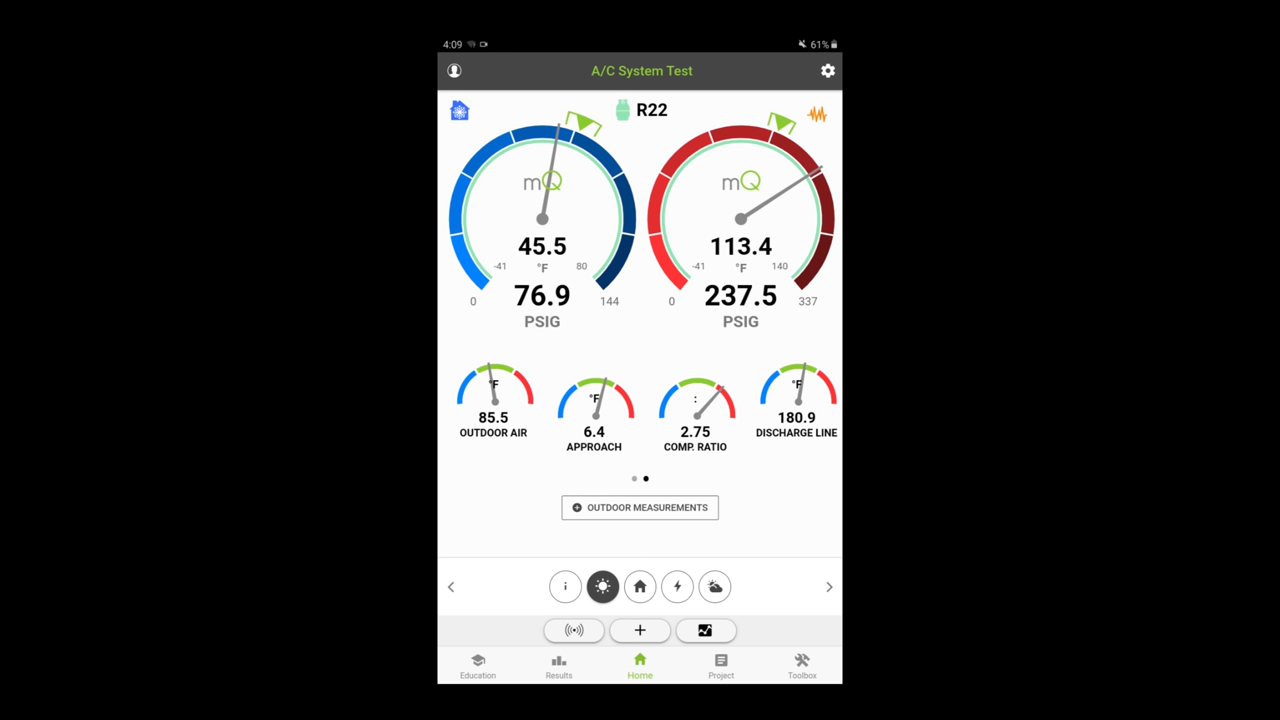 4:09
61%
A/C System Test
R22
mQ
mQ
45.5
113.4
-41 °F 80
-41 °F 140
0 76.9 144
0 237.5 337
PSIG
PSIG
°F
°F
:
°F
85.5
6.4
2.75
180.9
OUTDOOR AIR
APPROACH
COMP. RATIO
DISCHARGE LINE
OUTDOOR MEASUREMENTS
i
Education
Results
Home
Project
Toolbox